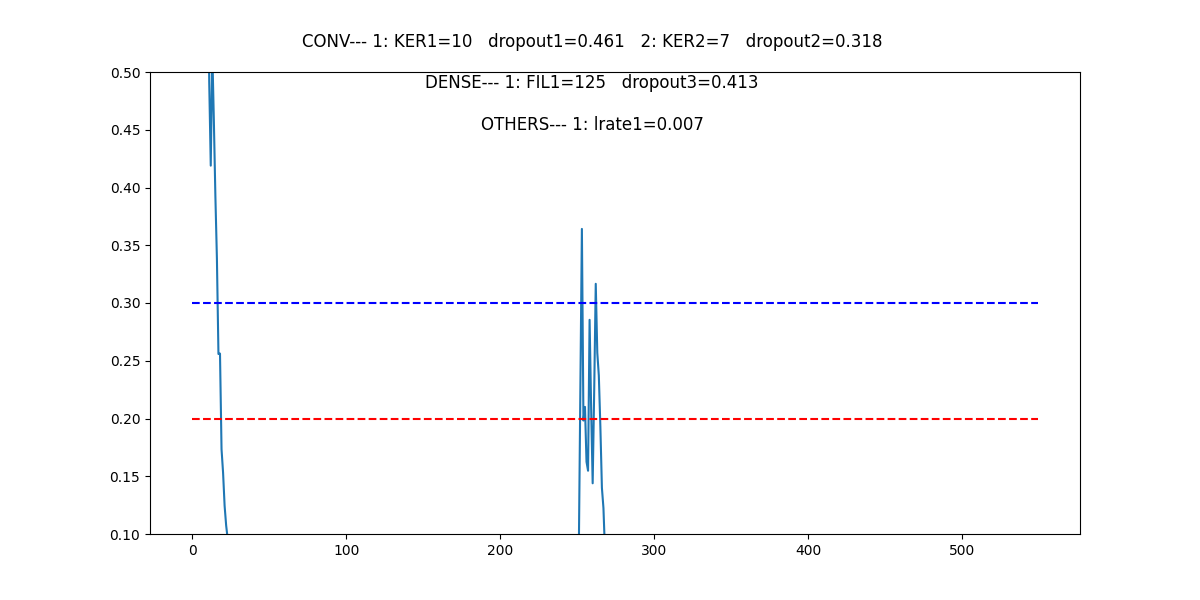 CONV--- 1: KER1=10   dropout1=0.461   2: KER2=7   dropout2=0.318
DENSE--- 1: FIL1=125   dropout3=0.413
OTHERS--- 1: lrate1=0.007
0.50
0.45
0.40
0.35
0.30
0.25
0.20
0.15
0.10
0 100 200 300 400 500